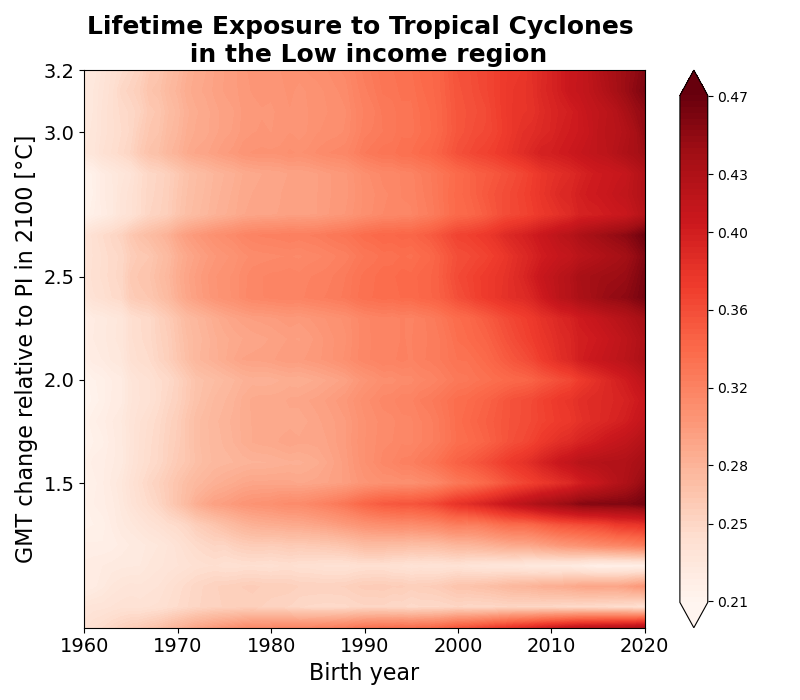 Lifetime Exposure to Tropical Cyclones
in the Low income region
GMT change relative to PI in 2100 [°C]
3.2
3.0
2.5
2.0
1.5
1960 1970 1980 1990 2000 2010 2020
Birth year
0.47
0.43
0.40
0.36
0.32
0.28
0.25
0.21